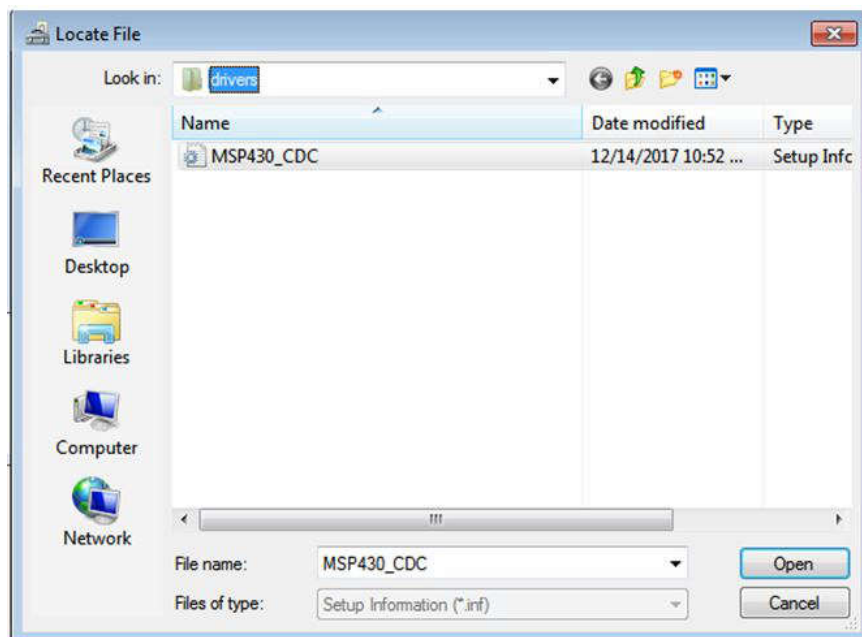 Locate File
Look in: drivers
Name Date modified Type
MSP430_CDC 12/14/2017 10:52 ... Setup Infc
Recent Places
Desktop
Libraries
Computer
Network
File name: MSP430_CDC Open
Files of type: Setup Information (*.inf) Cancel